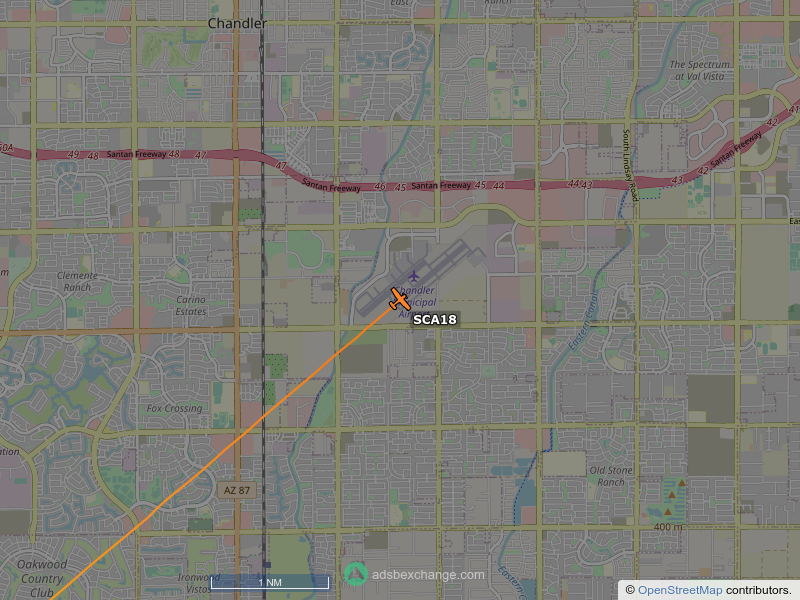 East
Ranch
Chandler
The Spectrum
at Val Vista
41
42
50A
49
48
Santan Freeway
48
47
47
Santan Freeway
46
45
Santan Freeway
45
44
44
43
43
42
Santan Freeway
South Lindsay Road
Eas
m
Clemente
Ranch
Carino
Estates
Chandler
Municipal
SCA18
Eastern Canal
Fox Crossing
ation
AZ 87
Old Stone
Ranch
400 m
Oakwood
Country
Club
Ironwood
Vistas
1 NM
adsbexchange.com
Eastern C
© OpenStreetMap contributors.